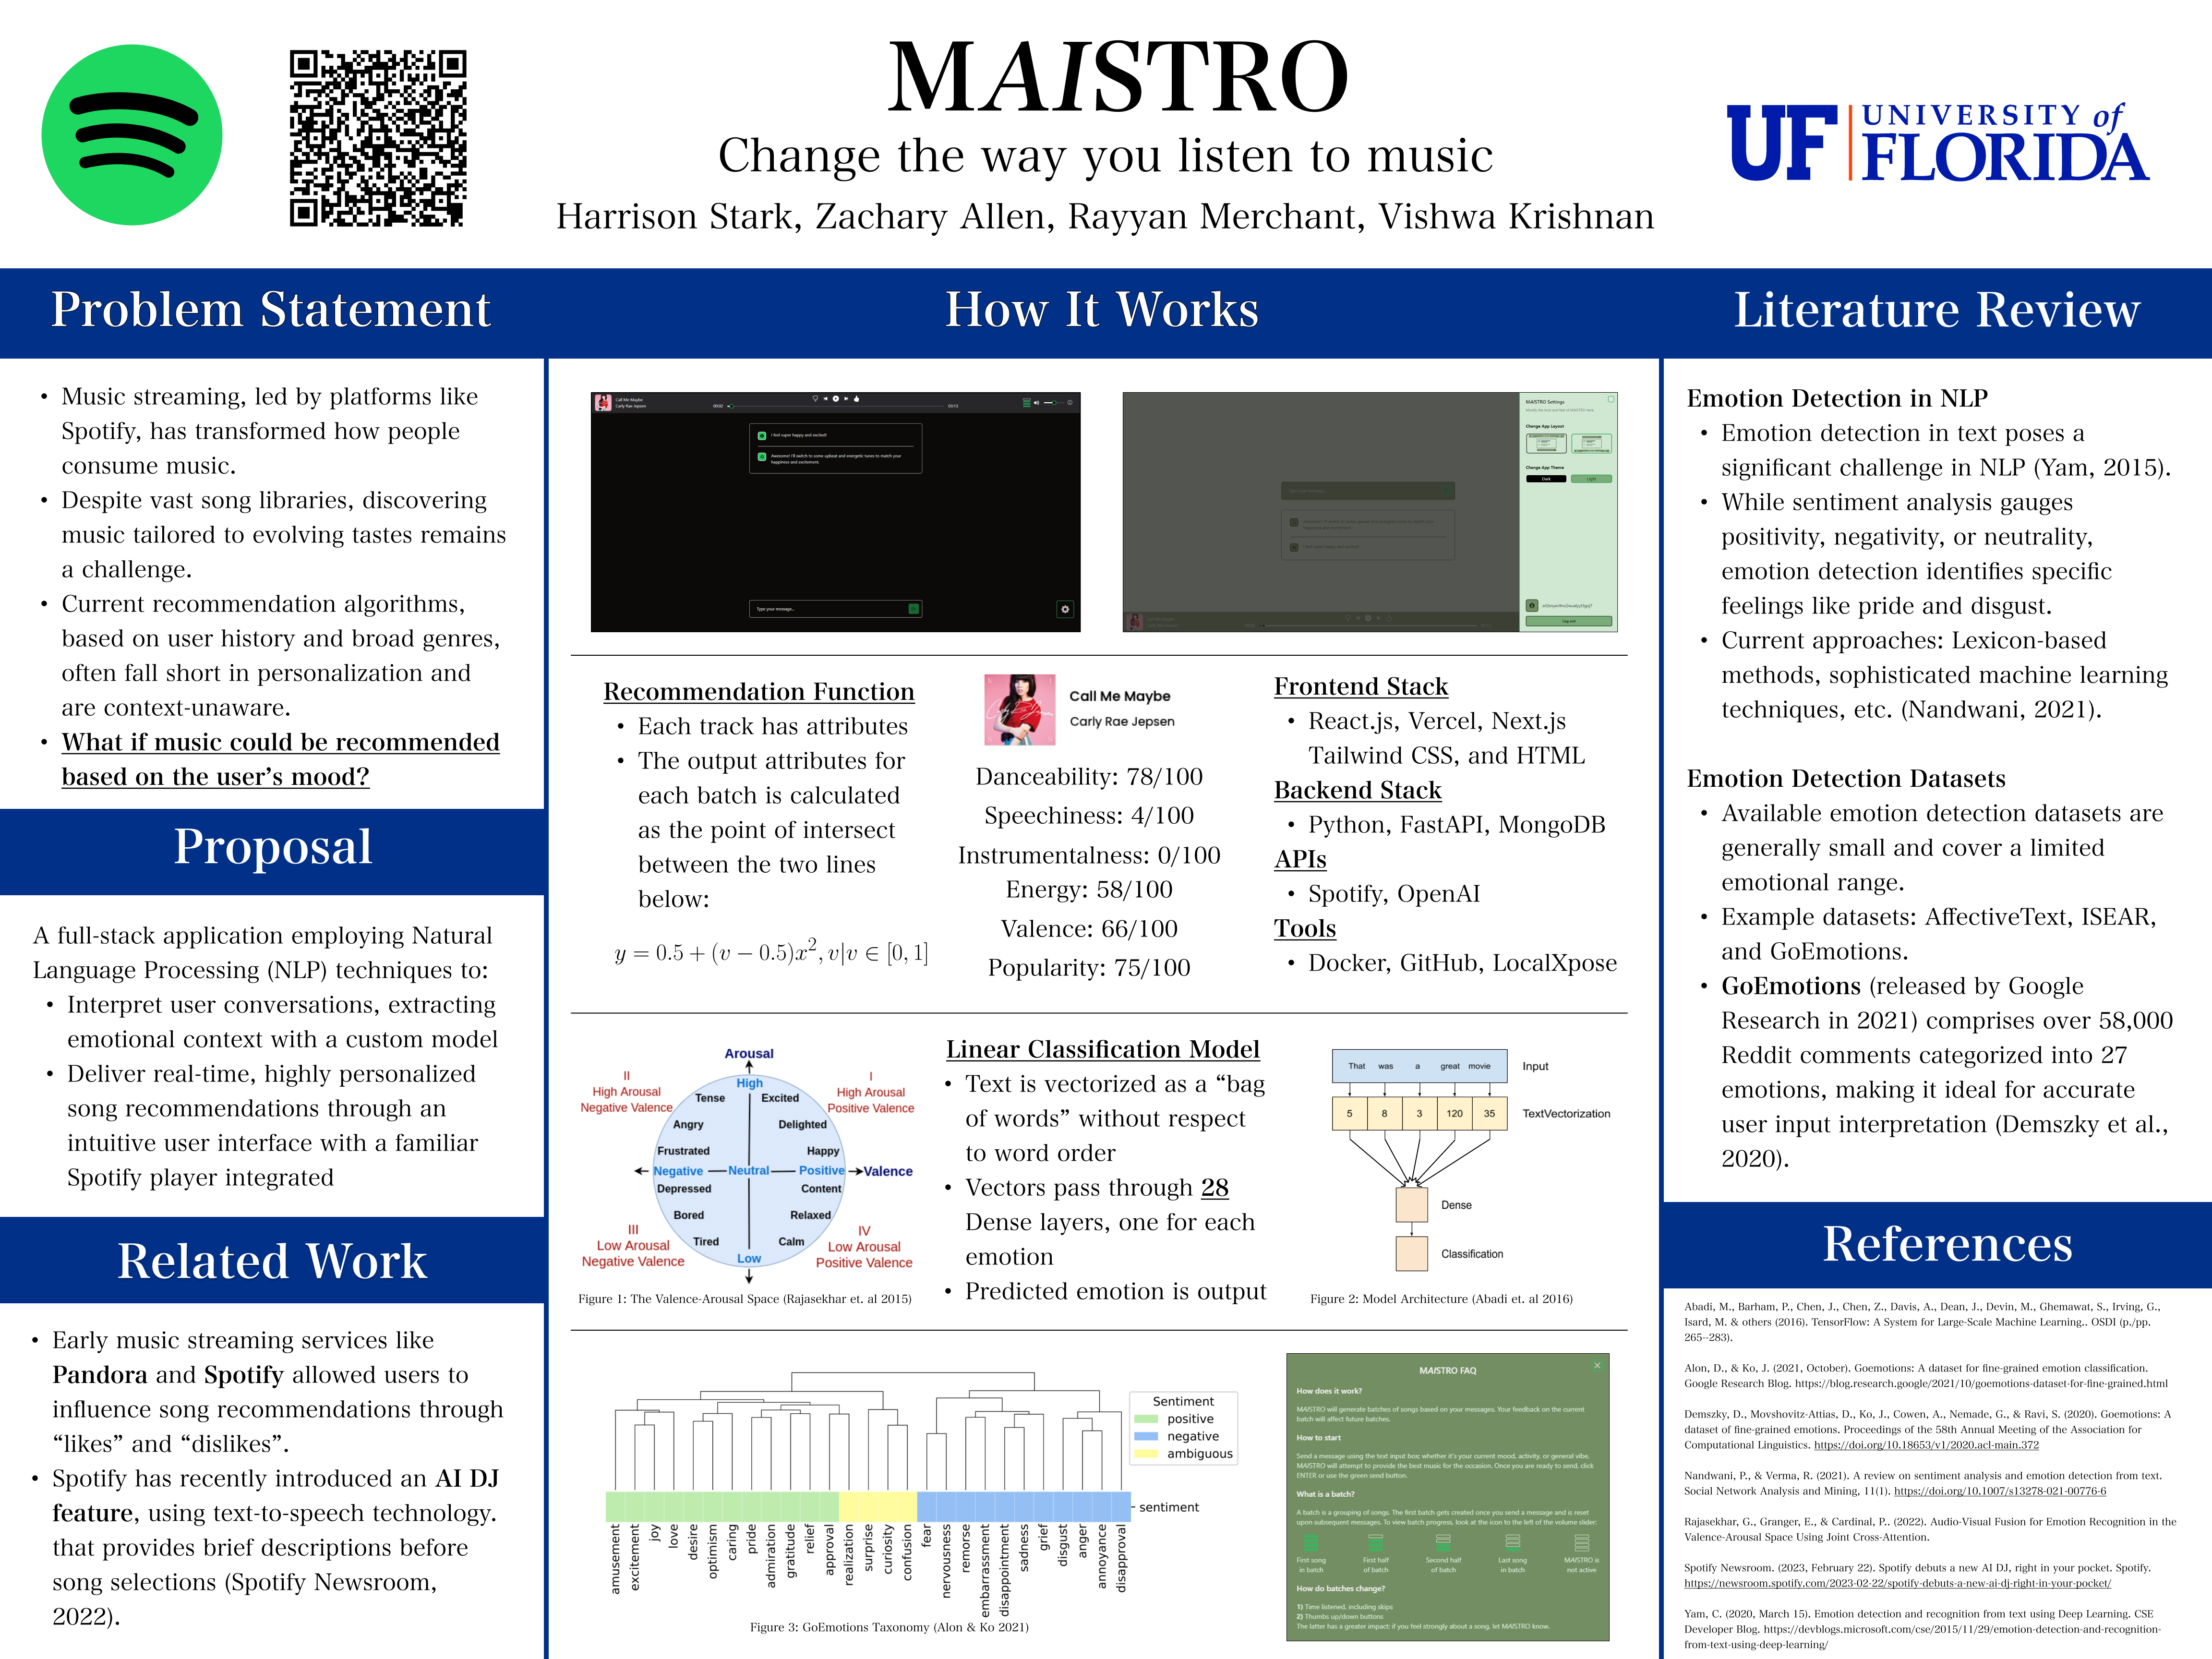 MAISTRO
Change the way you listen to music
Harrison Stark, Zachary Allen, Rayyan Merchant, Vishwa Krishnan
UF UNIVERSITY of
FLORIDA
Problem Statement
• Music streaming, led by platforms like
Spotify, has transformed how people
consume music.
• Despite vast song libraries, discovering
music tailored to evolving tastes remains
a challenge.
• Current recommendation algorithms,
based on user history and broad genres,
often fall short in personalization and
are context-unaware.
• What if music could be recommended
based on the user’s mood?
Proposal
A full-stack application employing Natural
Language Processing (NLP) techniques to:
• Interpret user conversations, extracting
emotional context with a custom model
• Deliver real-time, highly personalized
song recommendations through an
intuitive user interface with a familiar
Spotify player integrated
Related Work
• Early music streaming services like
Pandora and Spotify allowed users to
influence song recommendations through
“likes” and “dislikes”.
• Spotify has recently introduced an AI DJ
feature, using text-to-speech technology.
that provides brief descriptions before
song selections (Spotify Newsroom,
2022).
How It Works
Call Me Maybe
Carly Rae Jepsen
00:02
03:13
I feel super happy and excited!
Awesome! I'll switch to some upbeat and energetic tunes to match your
happiness and excitement.
Type your message...
MAISTRO Settings
Modify the look and feel of MAISTRO here.
Change App Layout
Change App Theme
Dark
Light
Log out
Recommendation Function
• Each track has attributes
• The output attributes for
each batch is calculated
as the point of intersect
between the two lines
below:
y = 0.5 + (v − 0.5)x², v|v ∈ [0, 1]
Call Me Maybe
Carly Rae Jepsen
Danceability: 78/100
Speechiness: 4/100
Instrumentalness: 0/100
Energy: 58/100
Valence: 66/100
Popularity: 75/100
Frontend Stack
• React.js, Vercel, Next.js
Tailwind CSS, and HTML
Backend Stack
• Python, FastAPI, MongoDB
APIs
• Spotify, OpenAI
Tools
• Docker, GitHub, LocalXpose
Arousal
II
High Arousal
Negative Valence
I
High Arousal
Positive Valence
High
Tense
Excited
Angry
Delighted
Frustrated
Happy
Negative
Neutral
Positive
Valence
Depressed
Content
Bored
Relaxed
Tired
Calm
Low
III
Low Arousal
Negative Valence
IV
Low Arousal
Positive Valence
Figure 1: The Valence-Arousal Space (Rajasekhar et. al 2015)
Linear Classification Model
• Text is vectorized as a “bag
of words” without respect
to word order
• Vectors pass through 28
Dense layers, one for each
emotion
• Predicted emotion is output
That was a great movie
Input
5 8 3 120 35
TextVectorization
Dense
Classification
Figure 2: Model Architecture (Abadi et. al 2016)
Sentiment
positive
negative
ambiguous
sentiment
amusement
excitement
joy
love
desire
optimism
caring
pride
admiration
gratitude
relief
approval
realization
surprise
curiosity
confusion
fear
nervousness
remorse
embarrassment
disappointment
sadness
grief
disgust
anger
annoyance
disapproval
Figure 3: GoEmotions Taxonomy (Alon & Ko 2021)
MAISTRO FAQ
How does it work?
MAISTRO will generate batches of songs based on your messages. Your feedback on the current
batch will affect future batches.
How to start
Send a message using the text input box; whether it's your current mood, activity, or general vibe,
MAISTRO will attempt to provide the best music for the occasion. Once you are ready to send, click
ENTER or use the green send button.
What is a batch?
A batch is a grouping of songs. The first batch gets created once you send a message and is reset
upon subsequent messages. To view batch progress, look at the icon to the left of the volume slider:
First song
in batch
First half
of batch
Second half
of batch
Last song
in batch
MAISTRO is
not active
How do batches change?
1) Time listened, including skips
2) Thumbs up/down buttons
The latter has a greater impact; if you feel strongly about a song, let MAISTRO know.
Literature Review
Emotion Detection in NLP
• Emotion detection in text poses a
significant challenge in NLP (Yam, 2015).
• While sentiment analysis gauges
positivity, negativity, or neutrality,
emotion detection identifies specific
feelings like pride and disgust.
• Current approaches: Lexicon-based
methods, sophisticated machine learning
techniques, etc. (Nandwani, 2021).
Emotion Detection Datasets
• Available emotion detection datasets are
generally small and cover a limited
emotional range.
• Example datasets: AffectiveText, ISEAR,
and GoEmotions.
• GoEmotions (released by Google
Research in 2021) comprises over 58,000
Reddit comments categorized into 27
emotions, making it ideal for accurate
user input interpretation (Demszky et al.,
2020).
References
Abadi, M., Barham, P., Chen, J., Chen, Z., Davis, A., Dean, J., Devin, M., Ghemawat, S., Irving, G.,
Isard, M. & others (2016). TensorFlow: A System for Large-Scale Machine Learning.. OSDI (p./pp.
265--283).
Alon, D., & Ko, J. (2021, October). Goemotions: A dataset for fine-grained emotion classification.
Google Research Blog. https://blog.research.google/2021/10/goemotions-dataset-for-fine-grained.html
Demszky, D., Movshovitz-Attias, D., Ko, J., Cowen, A., Nemade, G., & Ravi, S. (2020). Goemotions: A
dataset of fine-grained emotions. Proceedings of the 58th Annual Meeting of the Association for
Computational Linguistics. https://doi.org/10.18653/v1/2020.acl-main.372
Nandwani, P., & Verma, R. (2021). A review on sentiment analysis and emotion detection from text.
Social Network Analysis and Mining, 11(1). https://doi.org/10.1007/s13278-021-00776-6
Rajasekhar, G., Granger, E., & Cardinal, P.. (2022). Audio-Visual Fusion for Emotion Recognition in the
Valence-Arousal Space Using Joint Cross-Attention.
Spotify Newsroom. (2023, February 22). Spotify debuts a new AI DJ, right in your pocket. Spotify.
https://newsroom.spotify.com/2023-02-22/spotify-debuts-a-new-ai-dj-right-in-your-pocket/
Yam, C. (2020, March 15). Emotion detection and recognition from text using Deep Learning. CSE
Developer Blog. https://devblogs.microsoft.com/cse/2015/11/29/emotion-detection-and-recognition-
from-text-using-deep-learning/